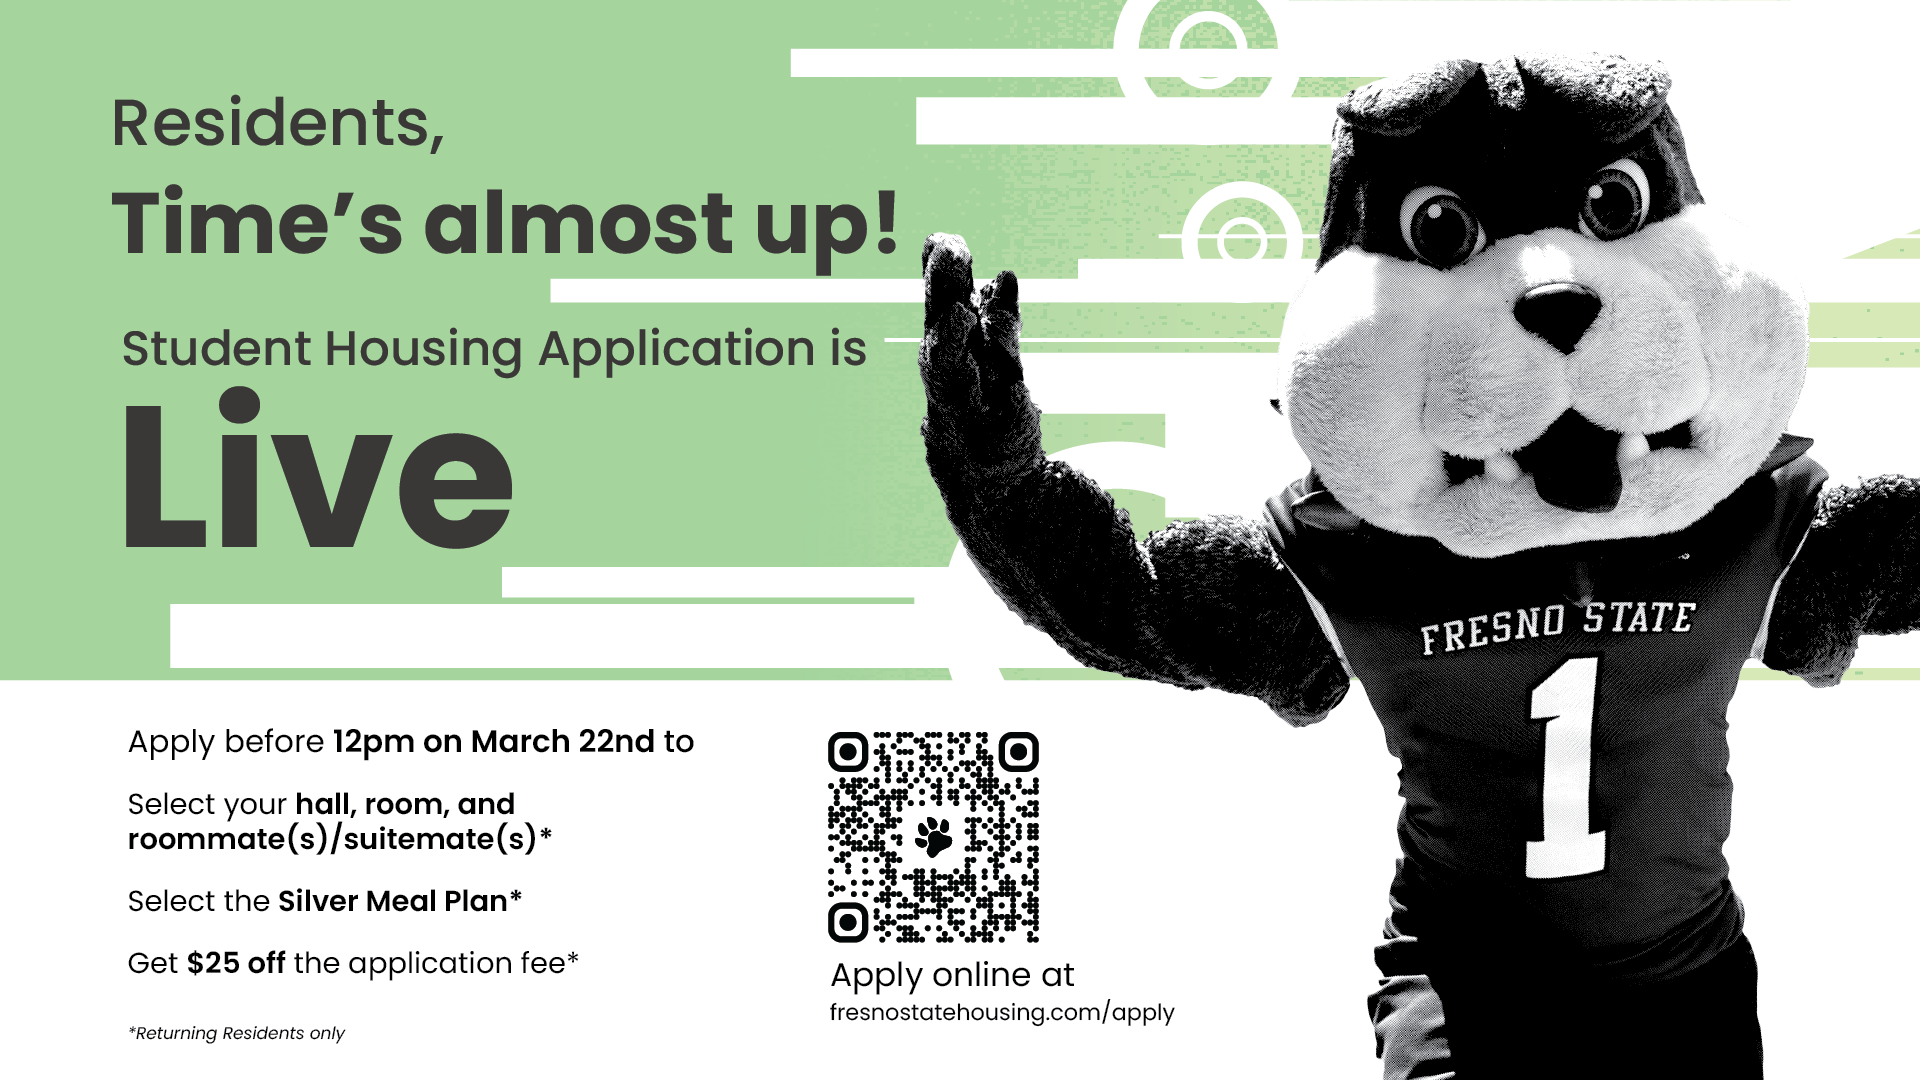 Residents,
Time’s almost up!
Student Housing Application is
Live
Apply before 12pm on March 22nd to
Select your hall, room, and
roommate(s)/suitemate(s)*
Select the Silver Meal Plan*
Get $25 off the application fee*
*Returning Residents only
Apply online at
fresnostatehousing.com/apply
FRESNO STATE
1